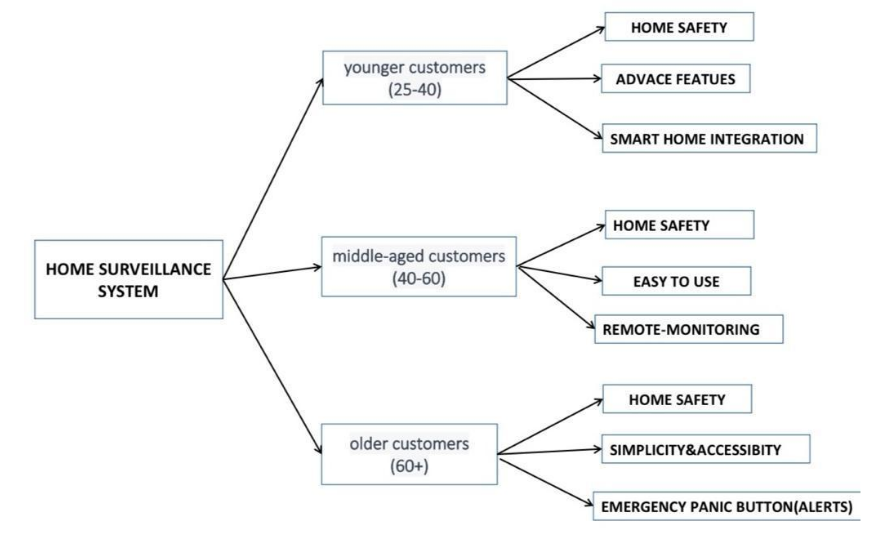 HOME SURVEILLANCE
SYSTEM
younger customers
(25-40)
HOME SAFETY
ADVACE FEATUES
SMART HOME INTEGRATION
middle-aged customers
(40-60)
HOME SAFETY
EASY TO USE
REMOTE-MONITORING
older customers
(60+)
HOME SAFETY
SIMPLICITY&ACCESSIBITY
EMERGENCY PANIC BUTTON(ALERTS)